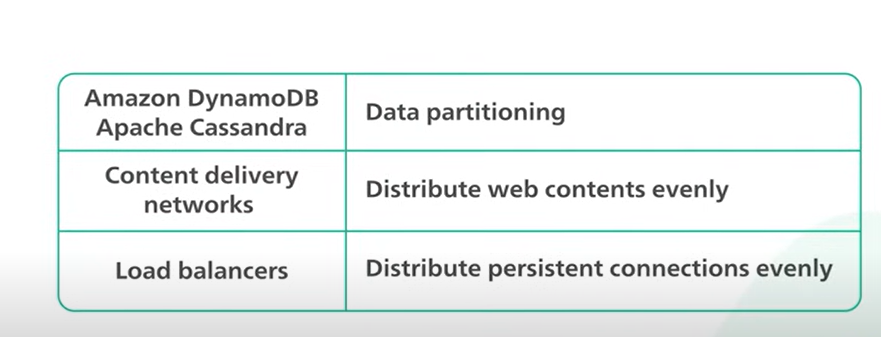 Amazon DynamoDB
Apache Cassandra
Data partitioning
Content delivery
networks
Distribute web contents evenly
Load balancers
Distribute persistent connections evenly